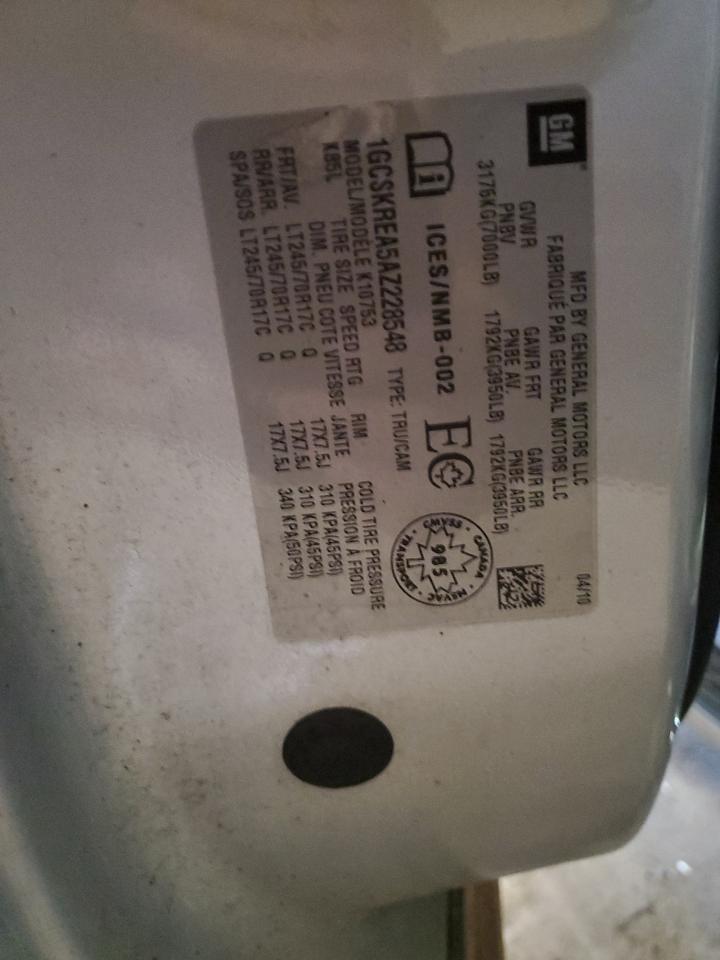 GM
MFD BY GENERAL MOTORS LLC 04/10
FABRIQUÉ PAR GENERAL MOTORS LLC
GVWR GAWR FRT GAWR RR
PNBV PNBE AV. PNBE ARR.
3176KG(7000LB) 1792KG(3950LB) 1792KG(3950LB)
i ICES/NMB-002 EC
CMVSS · CANADA · NSVAC · TRANSPORT · 985
1GCSKREA5AZ228548 TYPE: TRU/CAM
MODEL/MODÈLE K10753
K85L TIRE SIZE SPEED RTG RIM COLD TIRE PRESSURE
DIM. PNEU COTE VITESSE JANTE PRESSION À FROID
FRT/AV. LT245/70R17C Q 17X7.5J 310 KPA(45PSI)
RR/ARR. LT245/70R17C Q 17X7.5J 310 KPA(45PSI)
SPA/SOS LT245/70R17C Q 17X7.5J 340 KPA(50PSI)